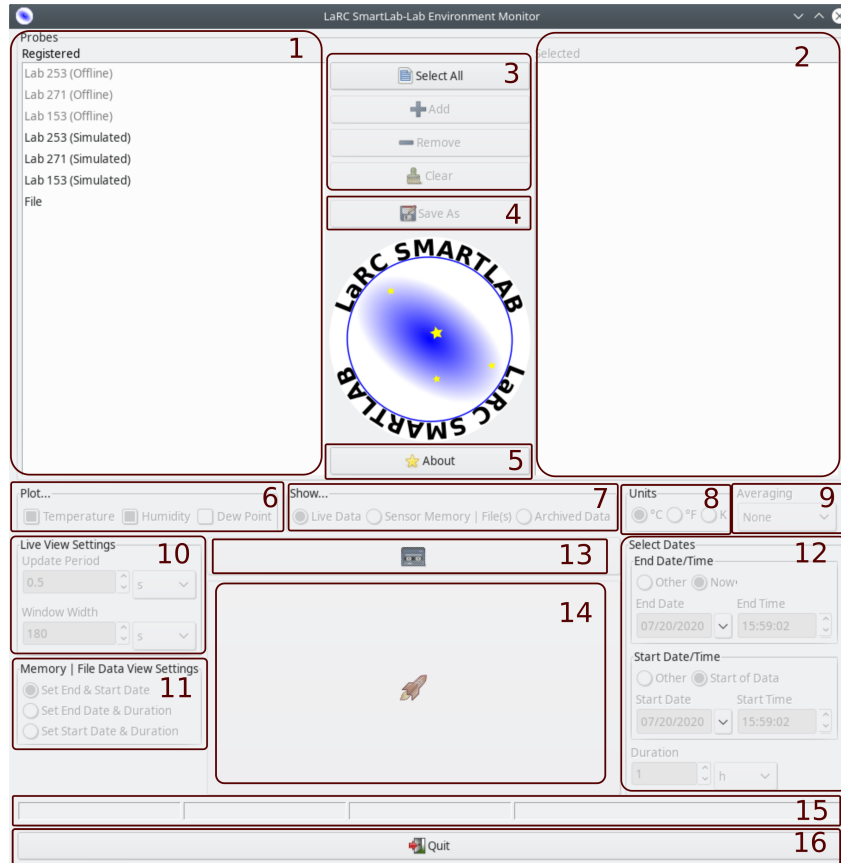 LaRC SmartLab-Lab Environment Monitor
Probes
Registered
1
Lab 253 (Offline)
Lab 271 (Offline)
Lab 153 (Offline)
Lab 253 (Simulated)
Lab 271 (Simulated)
Lab 153 (Simulated)
File
Select All
3
Add
Remove
Clear
Save As
4
LaRC SMARTLAB
LaRC SMARTLAB
About
5
Selected
2
Plot...
6
Temperature
Humidity
Dew Point
Show...
7
Live Data
Sensor Memory | File(s)
Archived Data
Units
8
°C
°F
K
Averaging
9
None
Live View Settings
10
Update Period
0.5
s
Window Width
180
s
Memory | File Data View Settings
11
Set End & Start Date
Set End Date & Duration
Set Start Date & Duration
13
14
Select Dates
12
End Date/Time
Other
Now
End Date
End Time
07/20/2020
15:59:02
Start Date/Time
Other
Start of Data
Start Date
Start Time
07/20/2020
15:59:02
Duration
1
h
15
Quit
16